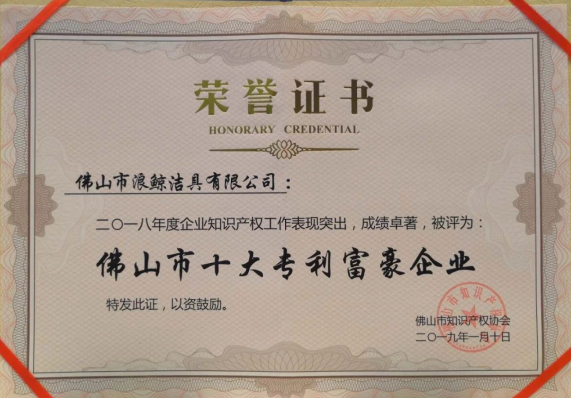 荣誉证书
HONORARY CREDENTIAL
佛山市浪鲸洁具有限公司：
二〇一八年度企业知识产权工作表现突出，成绩卓著，被评为：
佛山市十大专利富豪企业
特发此证，以资鼓励。
佛山市知识产权协会
二〇一九年一月十日